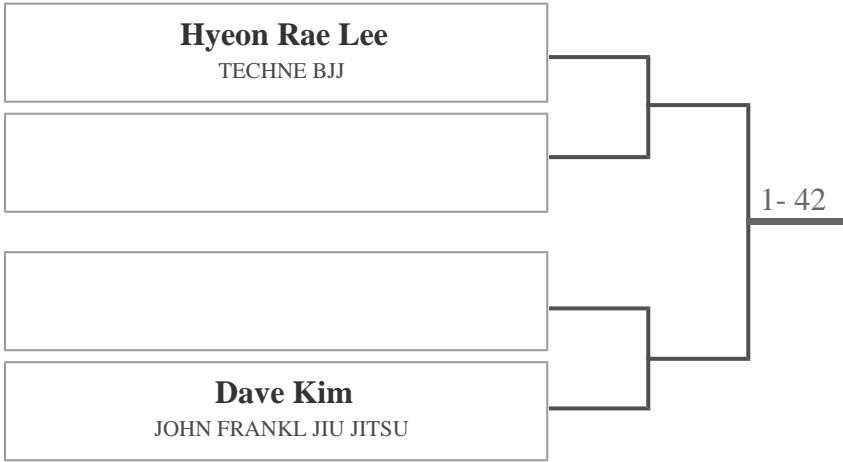 Hyeon Rae Lee
TECHNE BJJ
1- 42
Dave Kim
JOHN FRANKL JIU JITSU